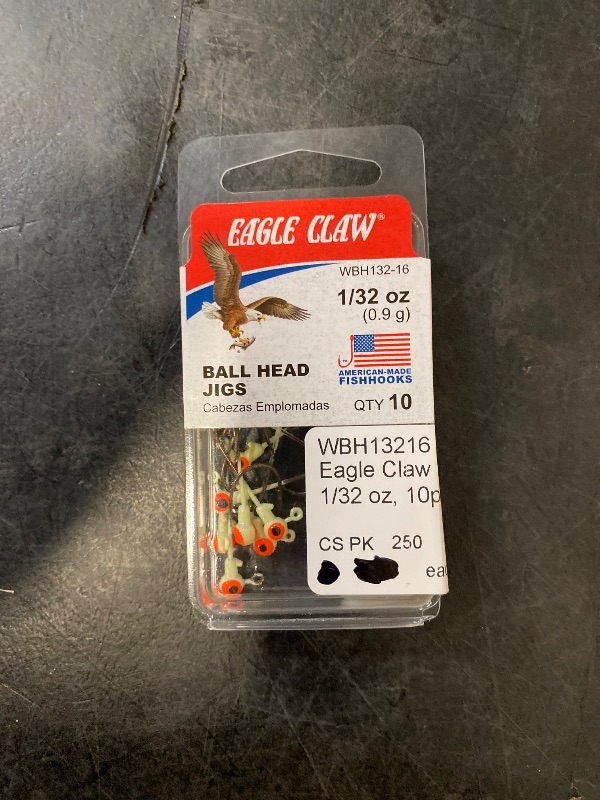 EAGLE CLAW®
WBH132-16
1/32 oz
(0.9 g)
BALL HEAD
JIGS
Cabezas Emplomadas
AMERICAN-MADE
FISHHOOKS
QTY 10
WBH13216
Eagle Claw
1/32 oz, 10p
CS PK 250
ea